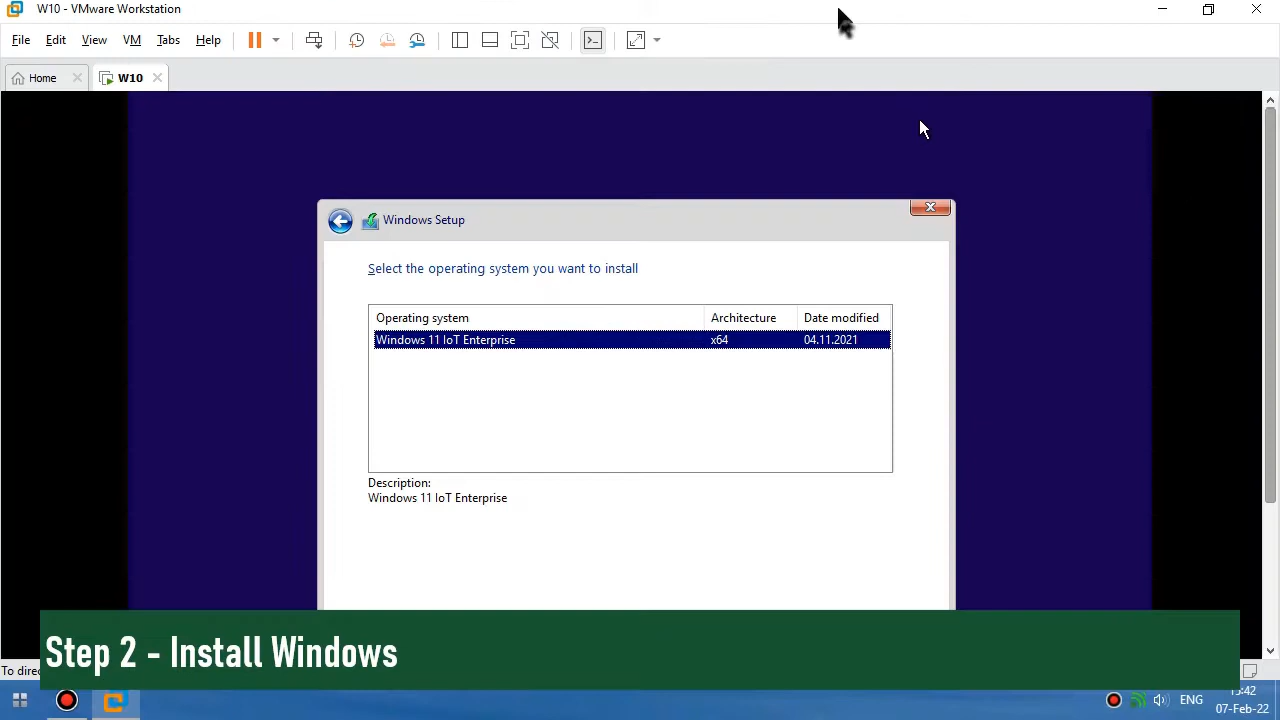 W10 - VMware Workstation
File Edit View VM Tabs Help
Home W10
Windows Setup
Select the operating system you want to install
Operating system Architecture Date modified
Windows 11 IoT Enterprise x64 04.11.2021
Description:
Windows 11 IoT Enterprise
Step 2 - Install Windows
To direc
ENG
07-Feb-22